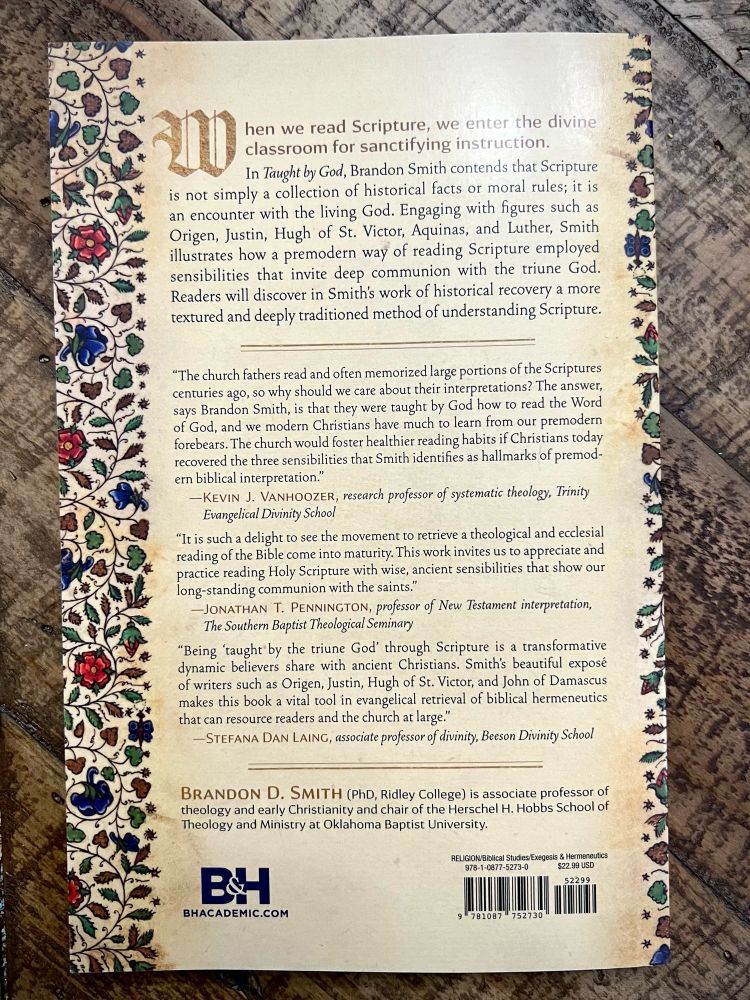 When we read Scripture, we enter the divine
classroom for sanctifying instruction.
In Taught by God, Brandon Smith contends that Scripture
is not simply a collection of historical facts or moral rules; it is
an encounter with the living God. Engaging with figures such as
Origen, Justin, Hugh of St. Victor, Aquinas, and Luther, Smith
illustrates how a premodern way of reading Scripture employed
sensibilities that invite deep communion with the triune God.
Readers will discover in Smith's work of historical recovery a more
textured and deeply traditioned method of understanding Scripture.
“The church fathers read and often memorized large portions of the Scriptures
centuries ago, so why should we care about their interpretations? The answer,
says Brandon Smith, is that they were taught by God how to read the Word
of God, and we modern Christians have much to learn from our premodern
forebears. The church would foster healthier reading habits if Christians today
recovered the three sensibilities that Smith identifies as hallmarks of premod-
ern biblical interpretation.”
—KEVIN J. VANHOOZER, research professor of systematic theology, Trinity
Evangelical Divinity School
“It is such a delight to see the movement to retrieve a theological and ecclesial
reading of the Bible come into maturity. This work invites us to appreciate and
practice reading Holy Scripture with wise, ancient sensibilities that show our
long-standing communion with the saints.”
—JONATHAN T. PENNINGTON, professor of New Testament interpretation,
The Southern Baptist Theological Seminary
“Being ‘taught by the triune God’ through Scripture is a transformative
dynamic believers share with ancient Christians. Smith's beautiful exposé
of writers such as Origen, Justin, Hugh of St. Victor, and John of Damascus
makes this book a vital tool in evangelical retrieval of biblical hermeneutics
that can resource readers and the church at large.”
—STEFANA DAN LAING, associate professor of divinity, Beeson Divinity School
BRANDON D. SMITH (PhD, Ridley College) is associate professor of
theology and early Christianity and chair of the Herschel H. Hobbs School of
Theology and Ministry at Oklahoma Baptist University.
B&H
BHACADEMIC.COM
RELIGION/Biblical Studies/Exegesis & Hermeneutics
978-1-0877-5273-0 $22.99 USD
52299
9 781087 752730